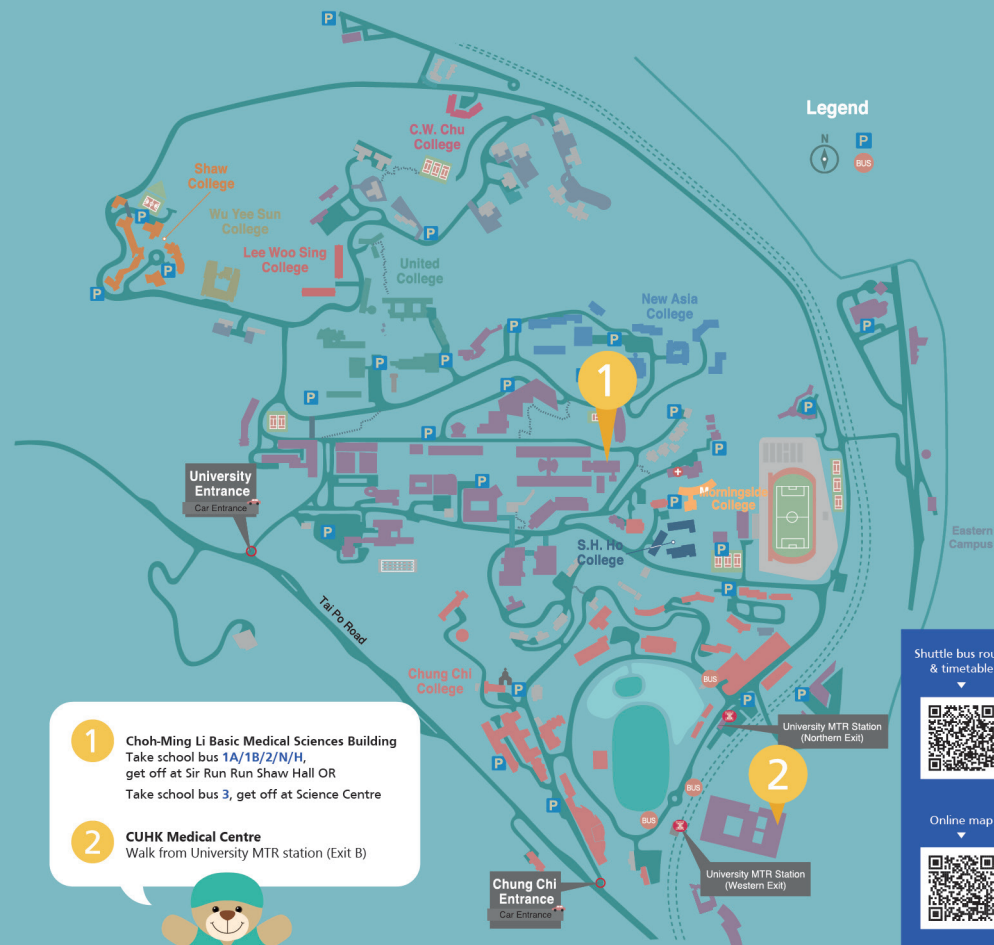 Legend
N
P
BUS
P
C.W. Chu
College
Shaw
College
P
Wu Yee Sun
College
P
Lee Woo Sing
College
P
P
United
College
New Asia
College
P
P
P
P
P
P
P
P
1
P
P
P
P
P
University
Entrance
Car Entrance
P
Morningside
College
P
P
S.H. Ho
College
P
Eastern
Campus
P
Tai Po Road
Chung Chi
College
P
BUS
P
P
University MTR Station
(Northern Exit)
P
2
BUS
P
BUS
University MTR Station
(Western Exit)
Chung Chi
Entrance
Car Entrance
1
Choh-Ming Li Basic Medical Sciences Building
Take school bus 1A/1B/2/N/H,
get off at Sir Run Run Shaw Hall OR
Take school bus 3, get off at Science Centre
2
CUHK Medical Centre
Walk from University MTR station (Exit B)
Shuttle bus
& timetable
Online map